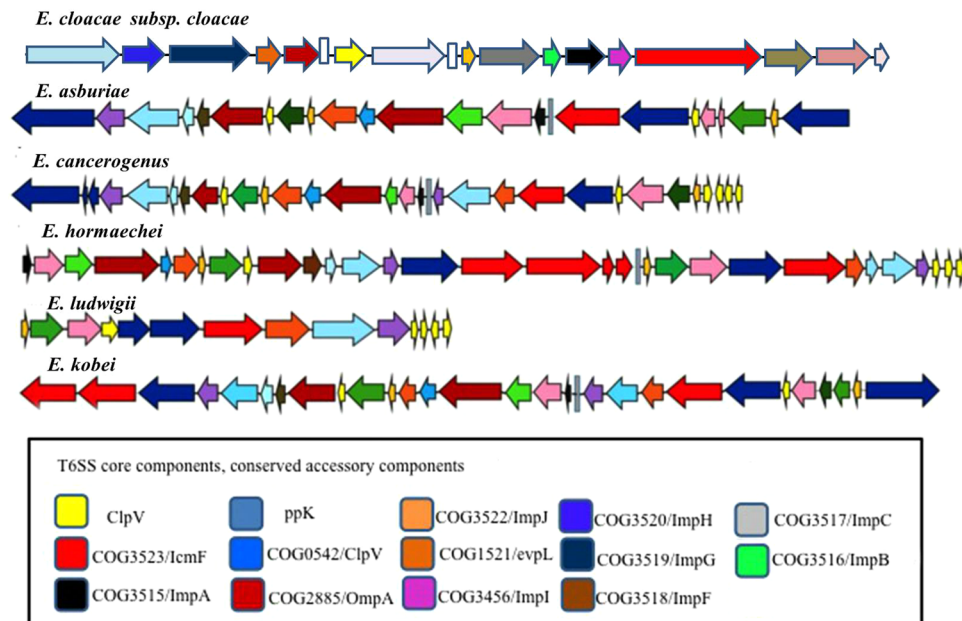 E. cloacae subsp. cloacae
E. asburiae
E. cancerogenus
E. hormaechei
E. ludwigii
E. kobei
T6SS core components, conserved accessory components
ClpV ppK COG3522/ImpJ COG3520/ImpH COG3517/ImpC
COG3523/IcmF COG0542/ClpV COG1521/evpL COG3519/ImpG COG3516/ImpB
COG3515/ImpA COG2885/OmpA COG3456/ImpI COG3518/ImpF